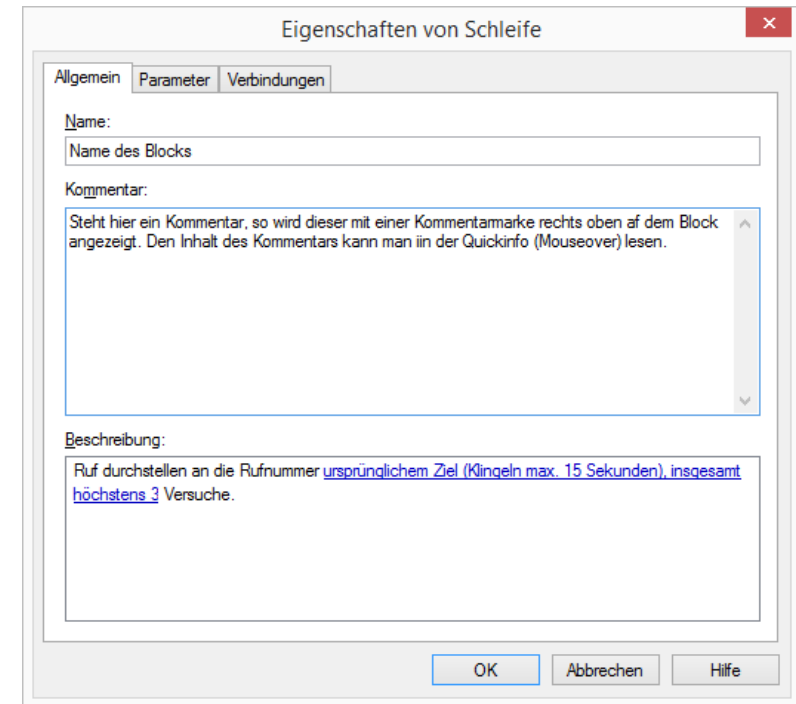 Eigenschaften von Schleife
Allgemein Parameter Verbindungen
Name:
Name des Blocks
Kommentar:
Steht hier ein Kommentar, so wird dieser mit einer Kommentarmarke rechts oben af dem Block
angezeigt. Den Inhalt des Kommentars kann man iin der Quickinfo (Mouseover) lesen.
Beschreibung:
Ruf durchstellen an die Rufnummer ursprünglichem Ziel (Klingeln max. 15 Sekunden), insgesamt
höchstens 3 Versuche.
OK Abbrechen Hilfe